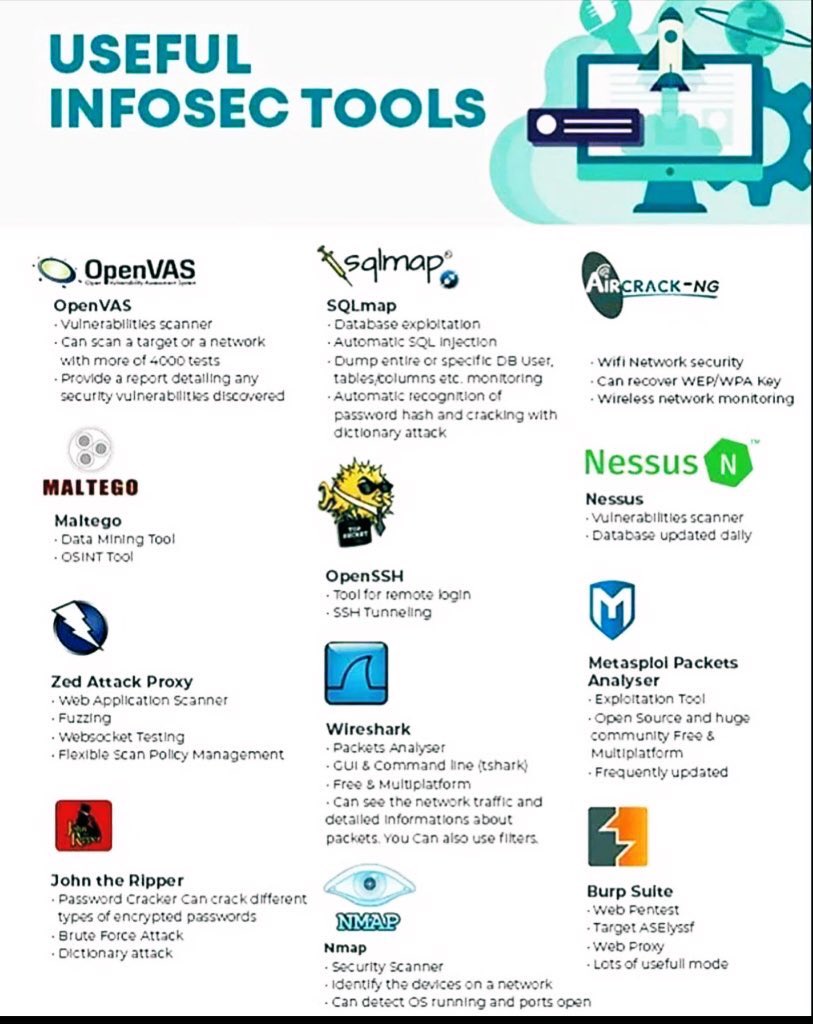 USEFUL
INFOSEC TOOLS
OpenVAS
Open Vulnerability Assessment System
OpenVAS
· Vulnerabilities scanner
· Can scan a target or a network
with more of 4000 tests
· Provide a report detailing any
security vulnerabilities discovered
MALTEGO
Maltego
· Data Mining Tool
· OSINT Tool
Zed Attack Proxy
· Web Application Scanner
· Fuzzing
· Websocket Testing
· Flexible Scan Policy Management
John the Ripper
John the Ripper
· Password Cracker Can crack different
types of encrypted passwords
· Brute Force Attack
· Dictionary attack
sqlmap®
SQLmap
· Database exploitation
· Automatic SQL Injection
· Dump entire or specific DB User,
tables/columns etc. monitoring
· Automatic recognition of
password hash and cracking with
dictionary attack
TOP
SECRET
OpenSSH
· Tool for remote login
· SSH Tunneling
Wireshark
· Packets Analyser
· GUI & Command line (tshark)
· Free & Multiplatform
· Can see the network traffic and
detailed informations about
packets. You Can also use filters.
NMAP
Nmap
· Security Scanner
· Identify the devices on a network
· Can detect OS running and ports open
AIRCRACK-NG
· Wifi Network security
· Can recover WEP/WPA Key
· Wireless network monitoring
Nessus N™
Nessus
· Vulnerabilities scanner
· Database updated daily
M
Metasploi Packets
Analyser
· Exploitation Tool
· Open Source and huge
community Free &
Multiplatform
· Frequently updated
Burp Suite
· Web Pentest
· Target ASElyssf
· Web Proxy
· Lots of usefull mode